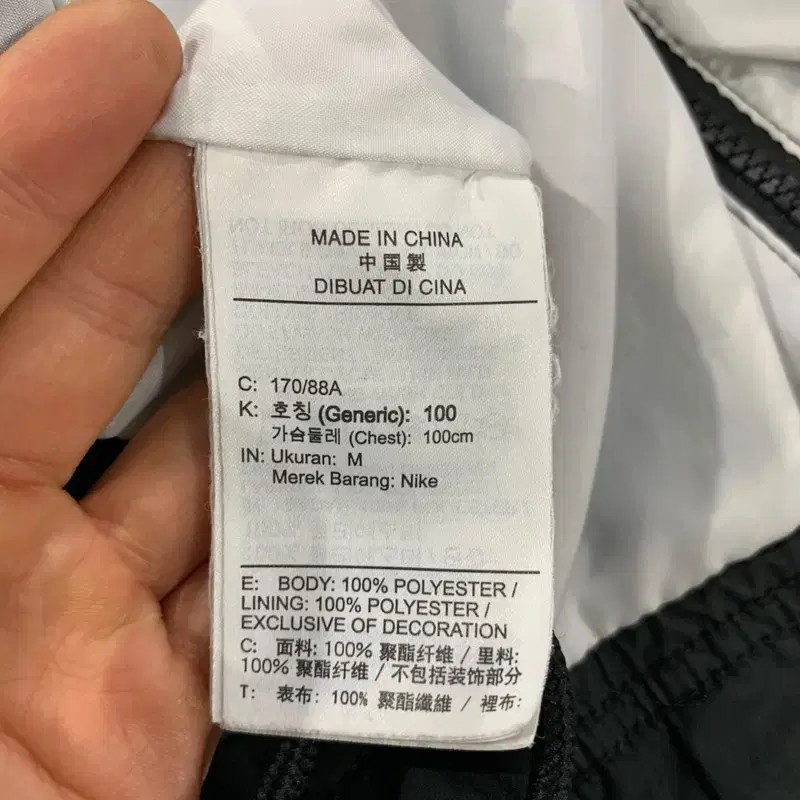 MADE IN CHINA
中国製
DIBUAT DI CINA
C: 170/88A
K: 호칭 (Generic): 100
가슴둘레 (Chest): 100cm
IN: Ukuran: M
Merek Barang: Nike
E: BODY: 100% POLYESTER /
LINING: 100% POLYESTER /
EXCLUSIVE OF DECORATION
C: 面料: 100% 聚酯纤维 / 里料:
100% 聚酯纤维 / 不包括装饰部分
T: 表布: 100% 聚酯纖維 / 裡布: